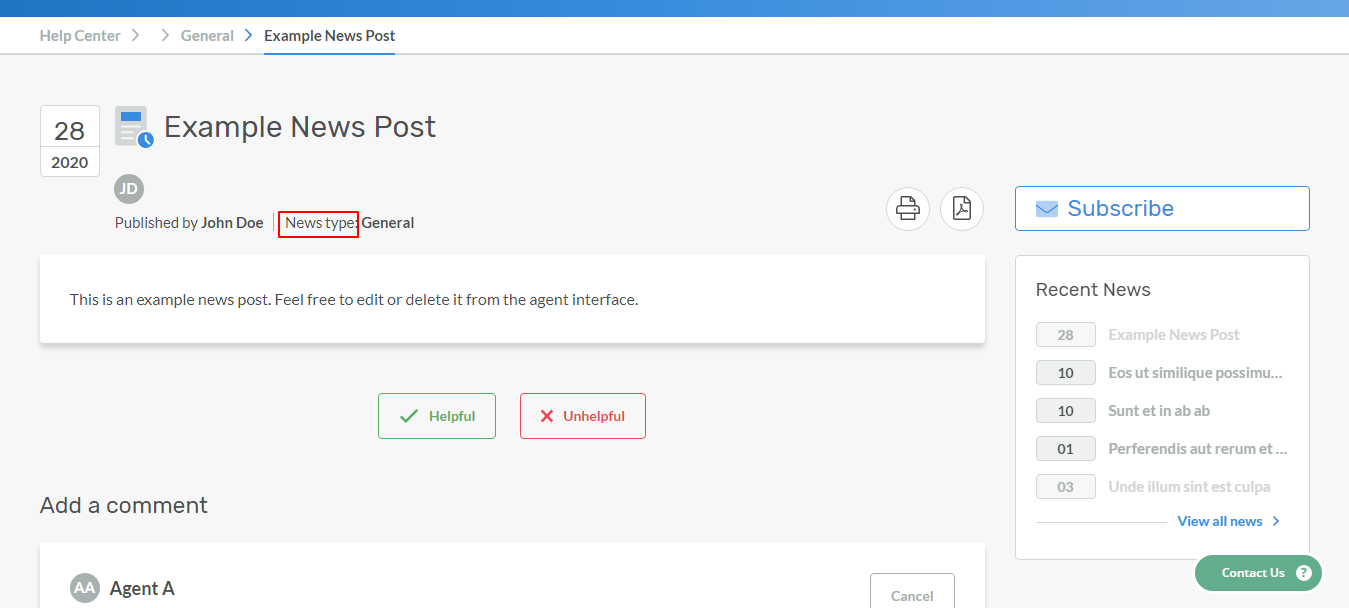 Help Center General Example News Post
28
2020
Example News Post
JD
Published by John Doe | News type: General
Subscribe
This is an example news post. Feel free to edit or delete it from the agent interface.
Helpful
Unhelpful
Recent News
28 Example News Post
10 Eos ut similique possimu...
10 Sunt et in ab ab
01 Perferendis aut rerum et ...
03 Unde illum sint est culpa
View all news
Add a comment
AA Agent A
Cancel
Contact Us ?